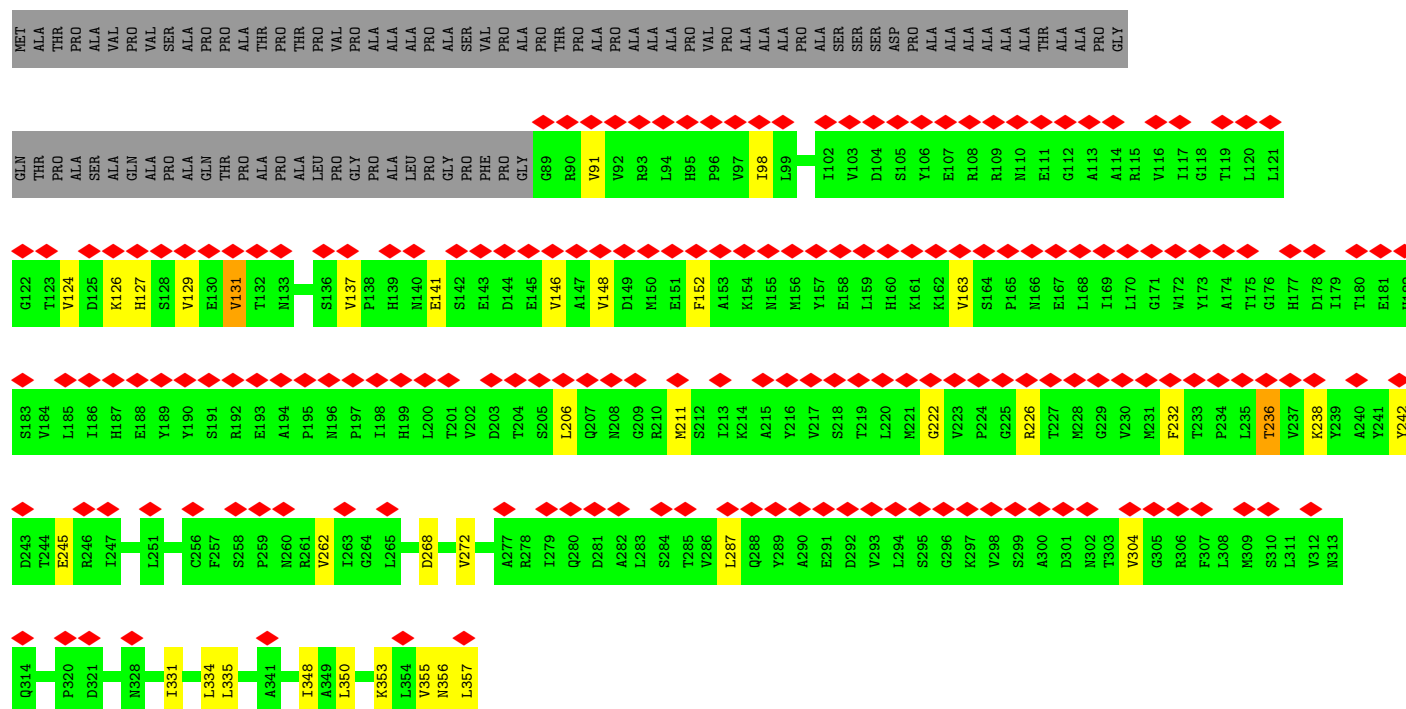 MET ALA THR PRO ALA VAL PRO VAL SER ALA PRO PRO ALA THR PRO THR PRO VAL PRO ALA ALA ALA PRO ALA SER VAL PRO ALA PRO THR PRO ALA PRO ALA ALA ALA PRO VAL PRO ALA ALA ALA PRO ALA SER SER SER ASP PRO ALA ALA ALA ALA ALA ALA THR ALA ALA PRO GLY
GLN THR PRO ALA SER ALA GLN ALA PRO ALA GLN THR PRO ALA PRO ALA LEU PRO GLY PRO ALA LEU PRO GLY PRO PHE PRO GLY G89 R90 V91 V92 R93 L94 H95 P96 V97 I98 L99 I102 V103 D104 S105 Y106 E107 R108 R109 N110 E111 G112 A113 A114 R115 V116 I117 G118 T119 L120 L121
G122 T123 V124 D125 K126 H127 S128 V129 E130 V131 T132 N133 S136 V137 P138 H139 N140 E141 S142 E143 D144 E145 V146 A147 V148 D149 M150 E151 F152 A153 K154 N155 M156 Y157 E158 L159 H160 K161 K162 V163 S164 P165 N166 E167 L168 I169 L170 G171 W172 Y173 A174 T175 G176 H177 D178 I179 T180 E181
S183 V184 L185 I186 H187 E188 Y189 Y190 S191 R192 E193 A194 P195 N196 P197 I198 H199 L200 T201 V202 D203 T204 S205 L206 Q207 N208 G209 R210 M211 S212 I213 K214 A215 Y216 V217 S218 T219 L220 M221 G222 V223 P224 G225 R226 T227 M228 G229 V230 M231 F232 T233 P234 L235 T236 V237 K238 Y239 A240 Y241 Y242
D243 T244 E245 R246 I247 L251 C256 F257 S258 P259 N260 R261 V262 I263 G264 L265 D268 V272 A277 R278 I279 Q280 D281 A282 L283 S284 T285 V286 L287 Q288 Y289 A290 E291 D292 V293 L294 S295 G296 K297 V298 S299 A300 D301 N302 T303 V304 G305 R306 F307 L308 M309 S310 L311 V312 N313
Q314 P320 D321 N328 I331 L334 L335 A341 I348 A349 L350 K353 L354 V355 N356 L357